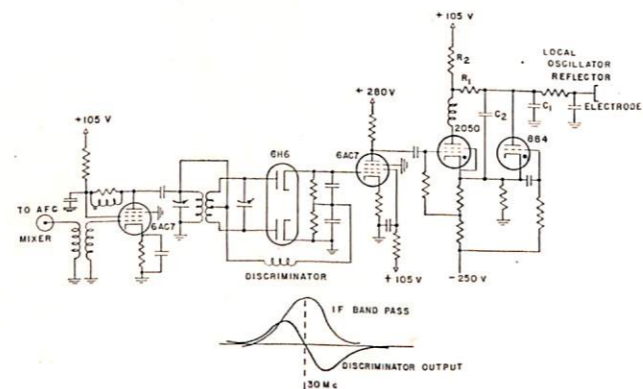 +105 V
R2
R1
LOCAL
OSCILLATOR
REFLECTOR
ELECTRODE
+280V
C2
C1
2050
884
+105 V
6H6
6AC7
TO AFC
MIXER
6AC7
DISCRIMINATOR
+105 V
-250 V
IF BAND PASS
DISCRIMINATOR OUTPUT
30 Mc